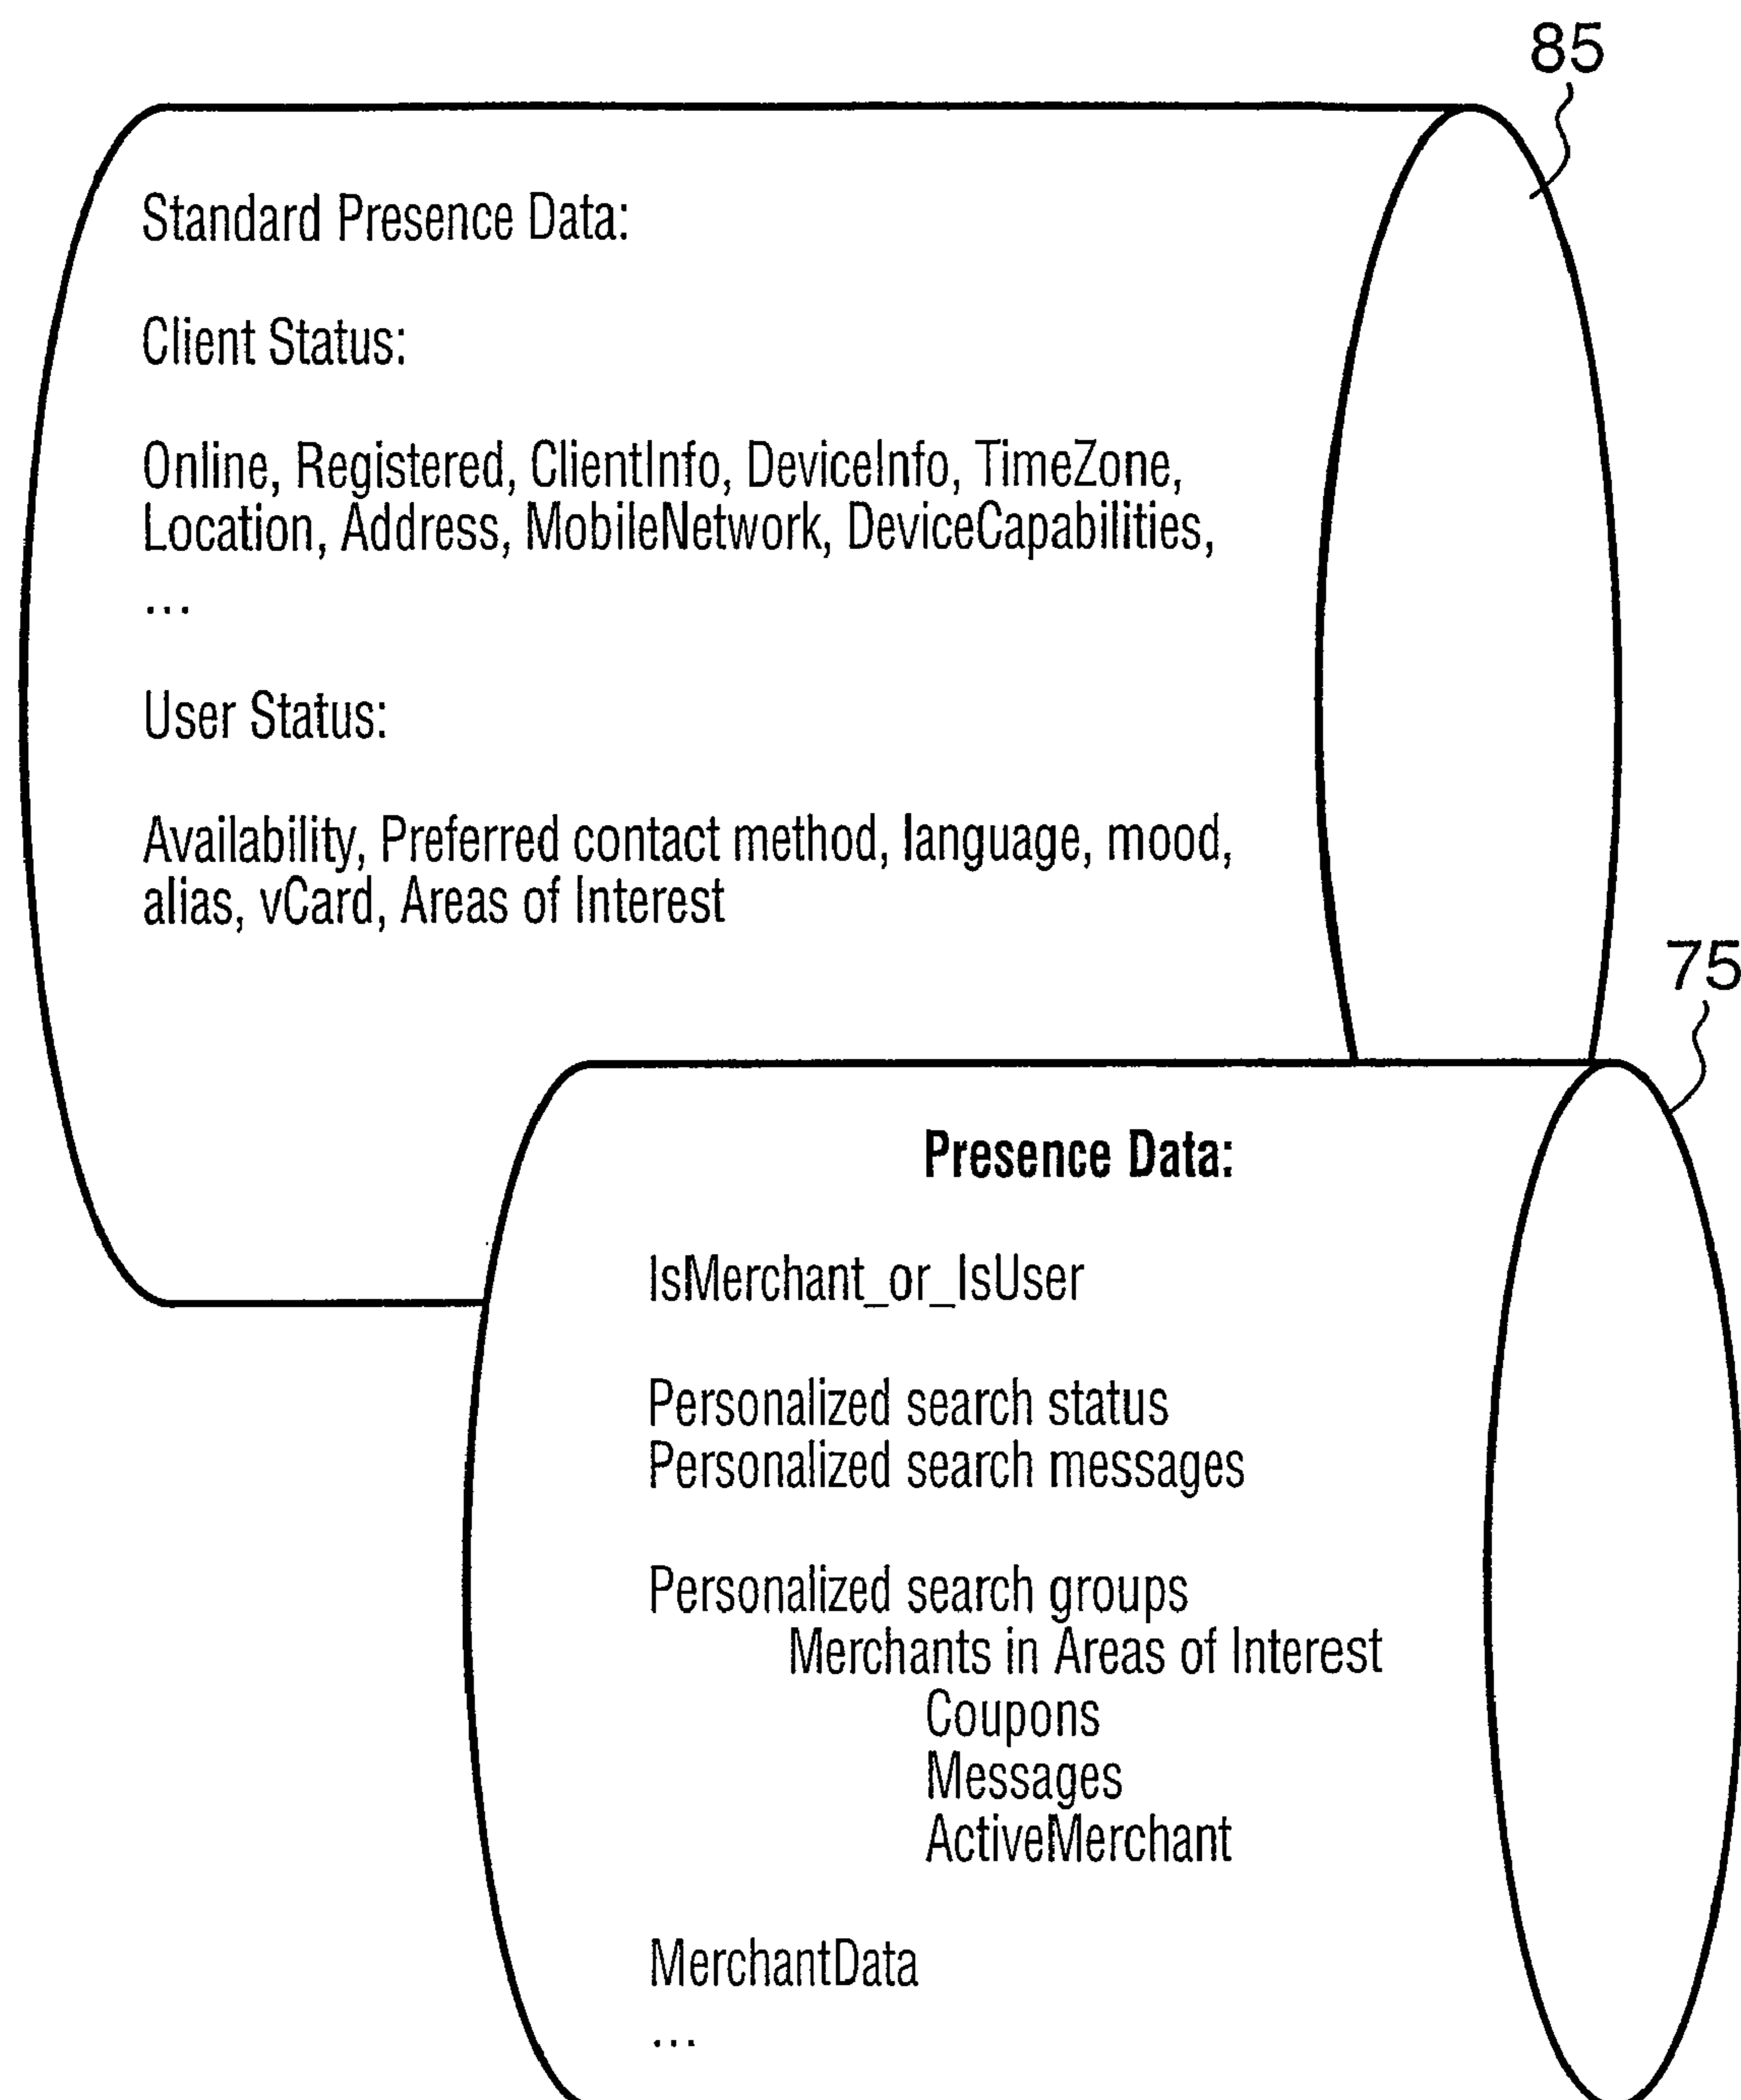 85
Standard Presence Data:
Client Status:
Online, Registered, ClientInfo, DeviceInfo, TimeZone,
Location, Address, MobileNetwork, DeviceCapabilities,
...
User Status:
Availability, Preferred contact method, language, mood,
alias, vCard, Areas of Interest
75
Presence Data:
IsMerchant_or_IsUser
Personalized search status
Personalized search messages
Personalized search groups
Merchants in Areas of Interest
Coupons
Messages
ActiveMerchant
MerchantData
...